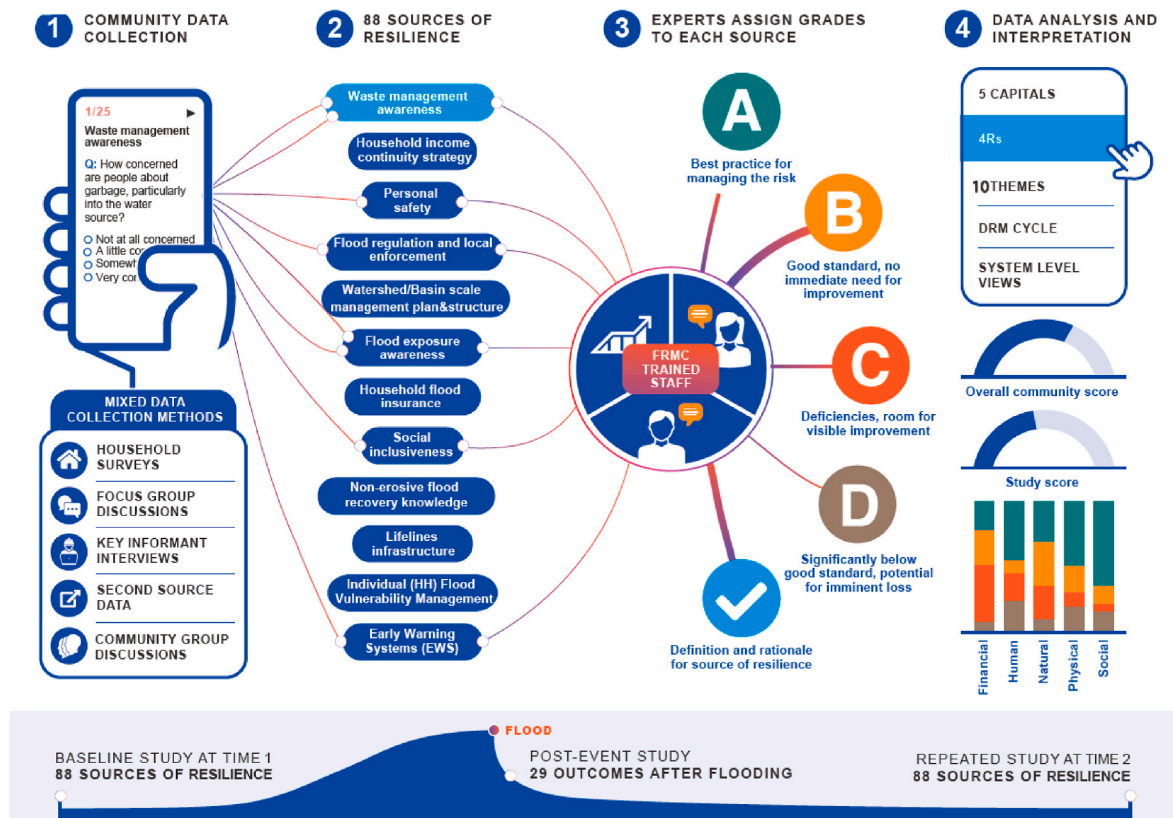 1 COMMUNITY DATA
COLLECTION
2 88 SOURCES OF
RESILIENCE
3 EXPERTS ASSIGN GRADES
TO EACH SOURCE
4 DATA ANALYSIS AND
INTERPRETATION
1/25
Waste management
awareness
Q: How concerned
are people about
garbage, particularly
into the water
source?
Not at all concerned
A little co
Somewh
Very con
MIXED DATA
COLLECTION METHODS
HOUSEHOLD
SURVEYS
FOCUS GROUP
DISCUSSIONS
KEY INFORMANT
INTERVIEWS
SECOND SOURCE
DATA
COMMUNITY GROUP
DISCUSSIONS
Waste management
awareness
Household income
continuity strategy
Personal
safety
Flood regulation and local
enforcement
Watershed/Basin scale
management plan&structure
Flood exposure
awareness
Household flood
insurance
Social
inclusiveness
Non-erosive flood
recovery knowledge
Lifelines
infrastructure
Individual (HH) Flood
Vulnerability Management
Early Warning
Systems (EWS)
FRMC
TRAINED
STAFF
A
Best practice for
managing the risk
B
Good standard, no
immediate need for
improvement
C
Deficiencies, room for
visible improvement
D
Significantly below
good standard, potential
for imminent loss
Definition and rationale
for source of resilience
5 CAPITALS
4Rs
10THEMES
DRM CYCLE
SYSTEM LEVEL
VIEWS
Overall community score
Study score
Financial
Human
Natural
Physical
Social
BASELINE STUDY AT TIME 1
88 SOURCES OF RESILIENCE
FLOOD
POST-EVENT STUDY
29 OUTCOMES AFTER FLOODING
REPEATED STUDY AT TIME 2
88 SOURCES OF RESILIENCE